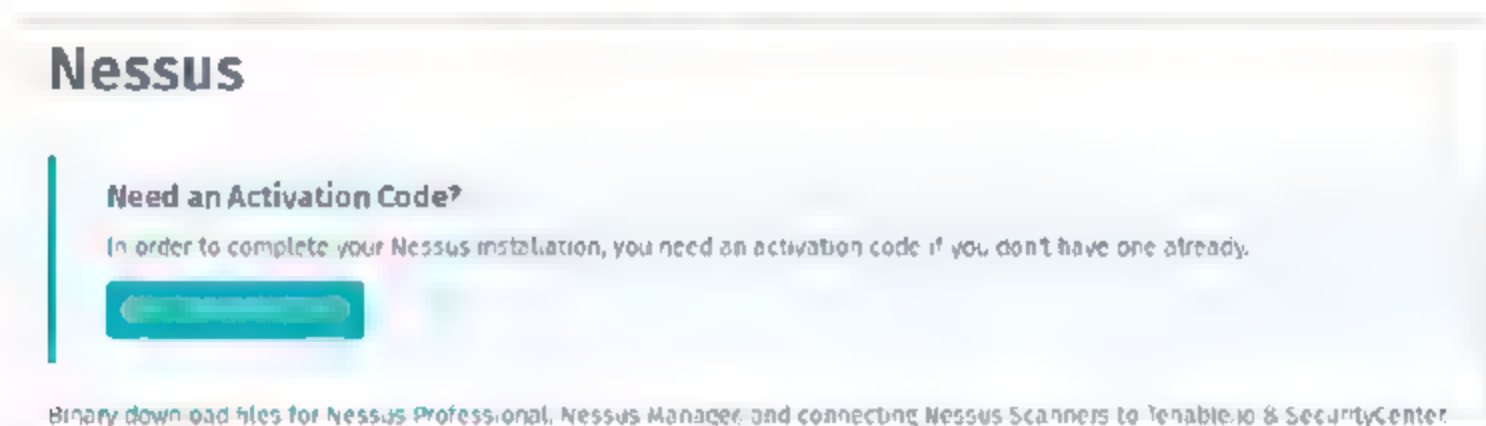 Nessus
Need an Activation Code?
In order to complete your Nessus installation, you need an activation code if you don't have one already.
Binary download files for Nessus Professional, Nessus Manager, and connecting Nessus Scanners to Tenable.io & SecurityCenter